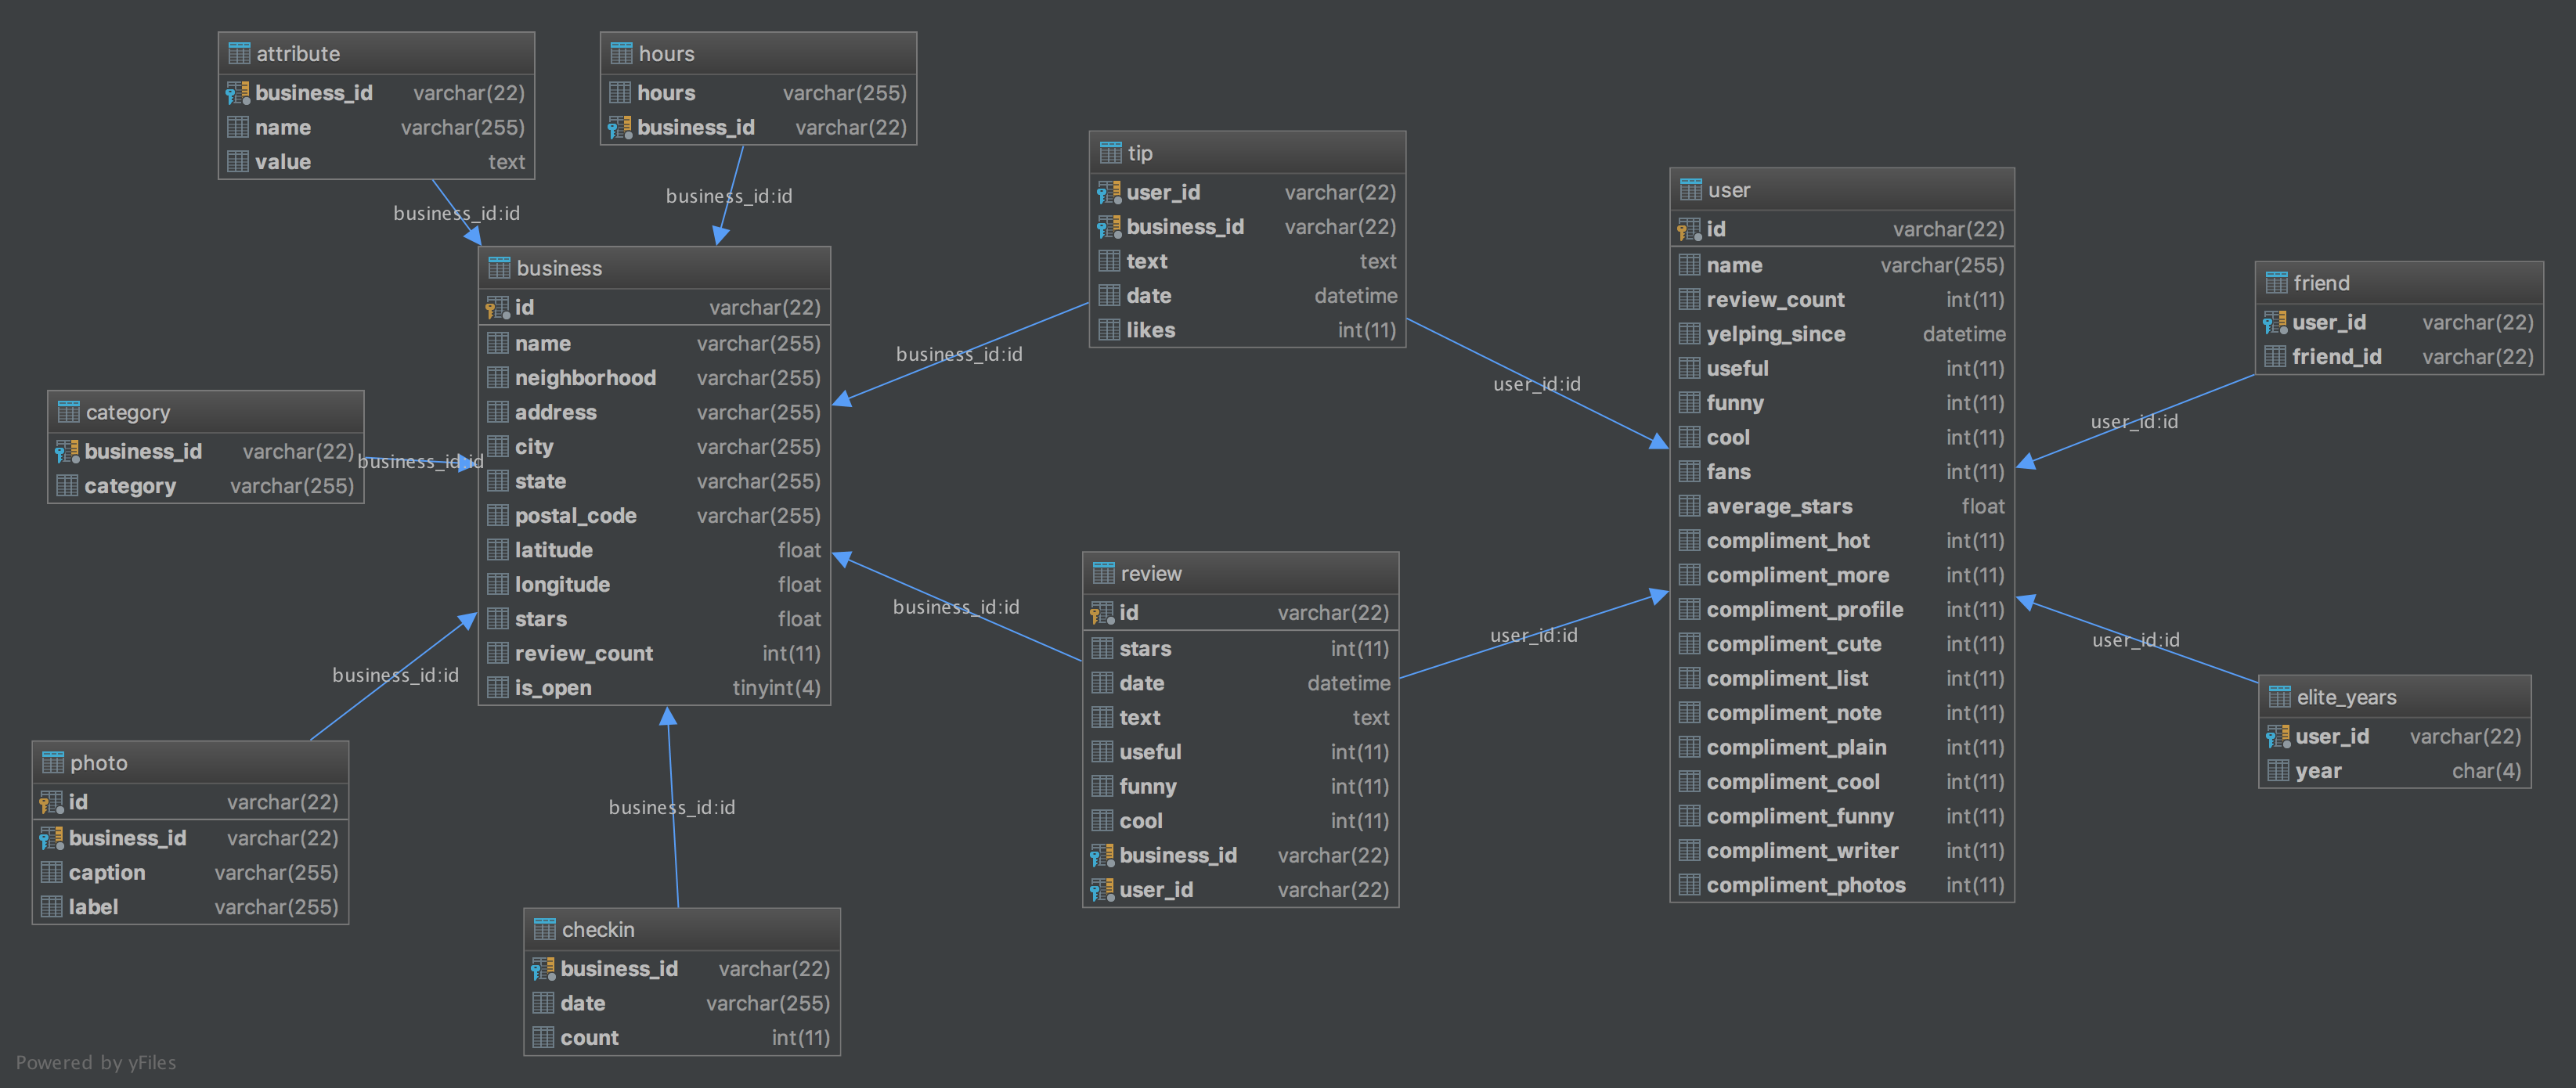 attribute
business_id varchar(22)
name varchar(255)
value text
business_id:id
hours
hours varchar(255)
business_id varchar(22)
business_id:id
business
id varchar(22)
name varchar(255)
neighborhood varchar(255)
address varchar(255)
city varchar(255)
state varchar(255)
postal_code varchar(255)
latitude float
longitude float
stars float
review_count int(11)
is_open tinyint(4)
category
business_id varchar(22)
category varchar(255)
business_id:id
photo
id varchar(22)
business_id varchar(22)
caption varchar(255)
label varchar(255)
business_id:id
checkin
business_id varchar(22)
date varchar(255)
count int(11)
business_id:id
tip
user_id varchar(22)
business_id varchar(22)
text text
date datetime
likes int(11)
business_id:id
user_id:id
review
id varchar(22)
stars int(11)
date datetime
text text
useful int(11)
funny int(11)
cool int(11)
business_id varchar(22)
user_id varchar(22)
business_id:id
user_id:id
user
id varchar(22)
name varchar(255)
review_count int(11)
yelping_since datetime
useful int(11)
funny int(11)
cool int(11)
fans int(11)
average_stars float
compliment_hot int(11)
compliment_more int(11)
compliment_profile int(11)
compliment_cute int(11)
compliment_list int(11)
compliment_note int(11)
compliment_plain int(11)
compliment_cool int(11)
compliment_funny int(11)
compliment_writer int(11)
compliment_photos int(11)
friend
user_id varchar(22)
friend_id varchar(22)
user_id:id
elite_years
user_id varchar(22)
year char(4)
user_id:id
Powered by yFiles